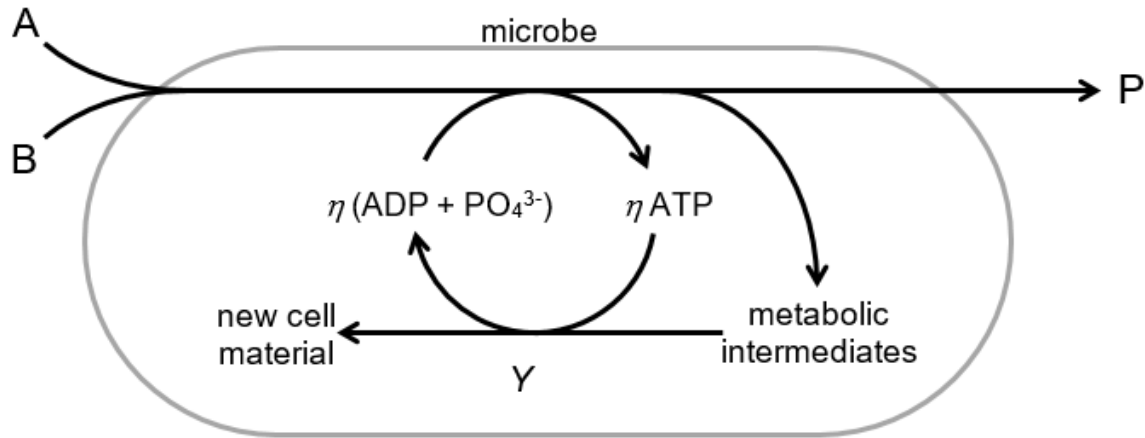 A
microbe
P
B
η (ADP + PO₄³⁻)
η ATP
new cell
material
metabolic
intermediates
Y